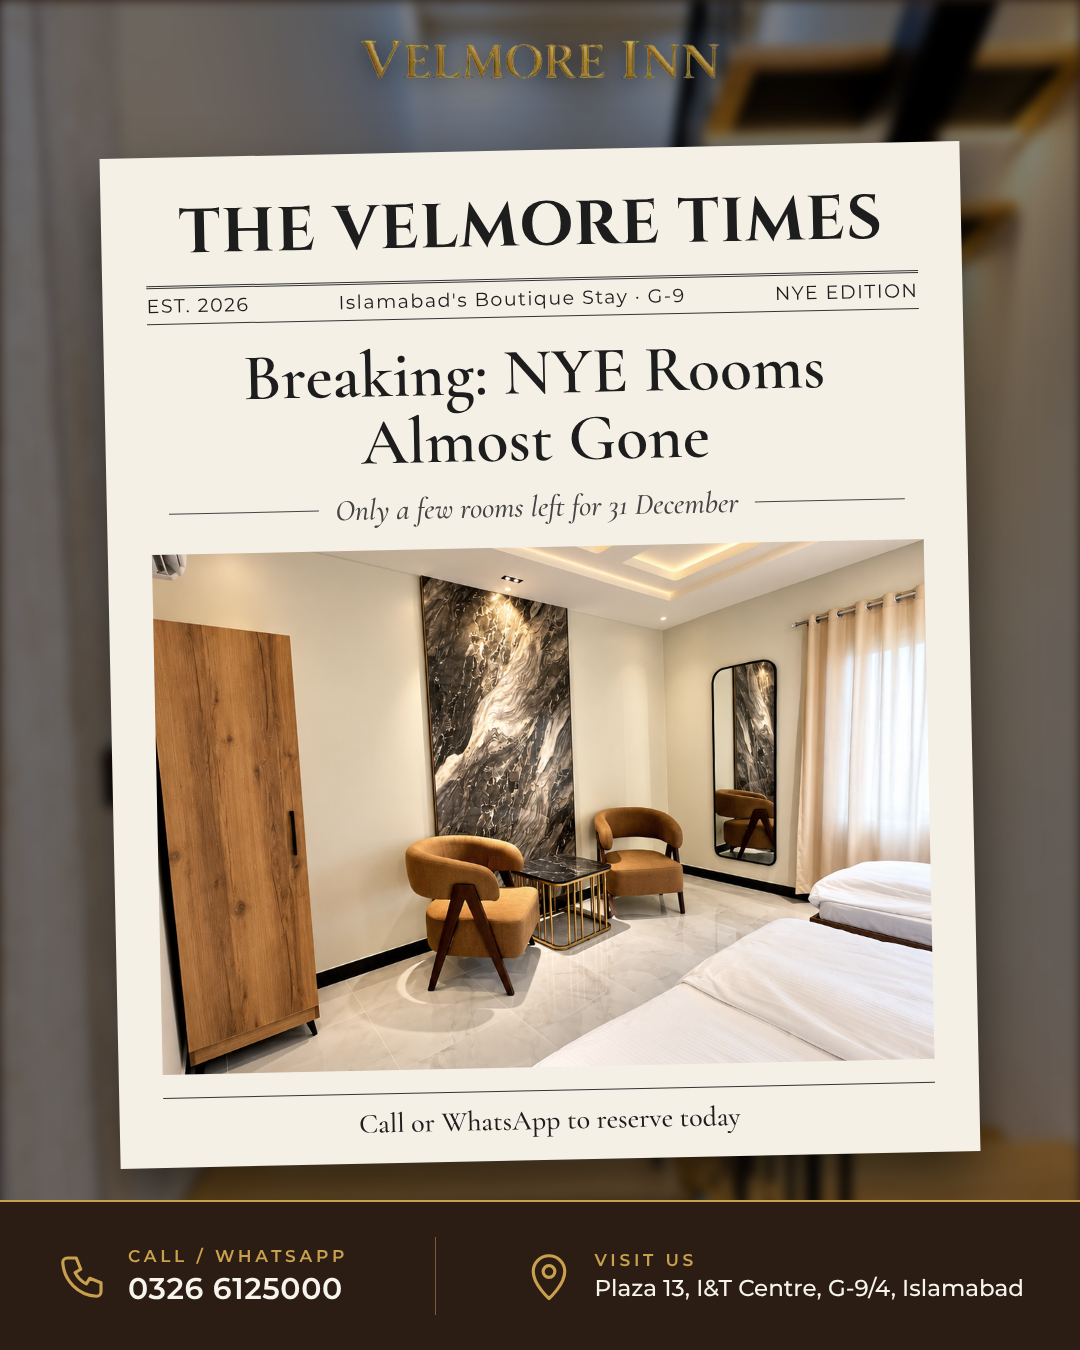 VELMORE INN
THE VELMORE TIMES
EST. 2026 Islamabad's Boutique Stay · G-9 NYE EDITION
Breaking: NYE Rooms
Almost Gone
Only a few rooms left for 31 December
Call or WhatsApp to reserve today
CALL / WHATSAPP
0326 6125000
VISIT US
Plaza 13, I&T Centre, G-9/4, Islamabad